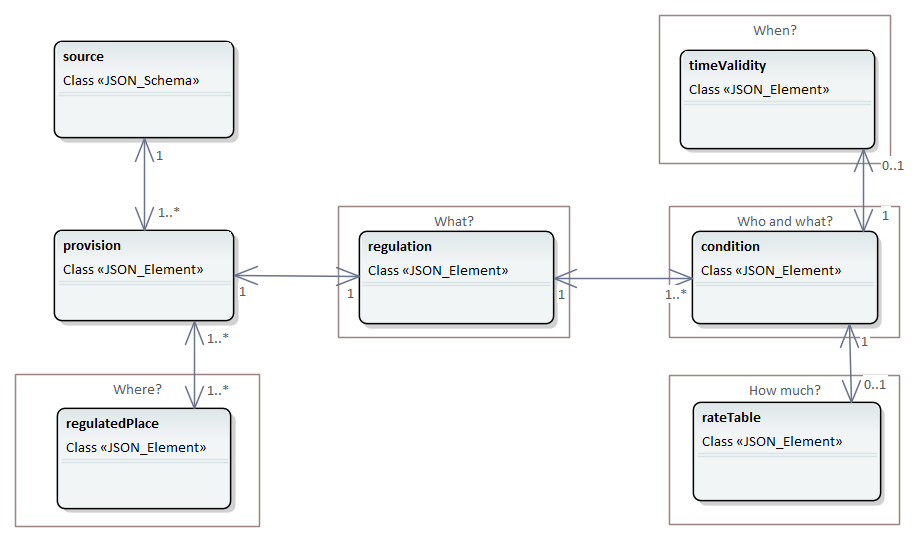 When?
source
Class «JSON_Schema»
timeValidity
Class «JSON_Element»
1
0..1
1..*
1
What?
Who and what?
provision
Class «JSON_Element»
regulation
Class «JSON_Element»
condition
Class «JSON_Element»
1
1
1
1..*
1..*
1
Where?
1..*
How much?
0..1
regulatedPlace
Class «JSON_Element»
rateTable
Class «JSON_Element»